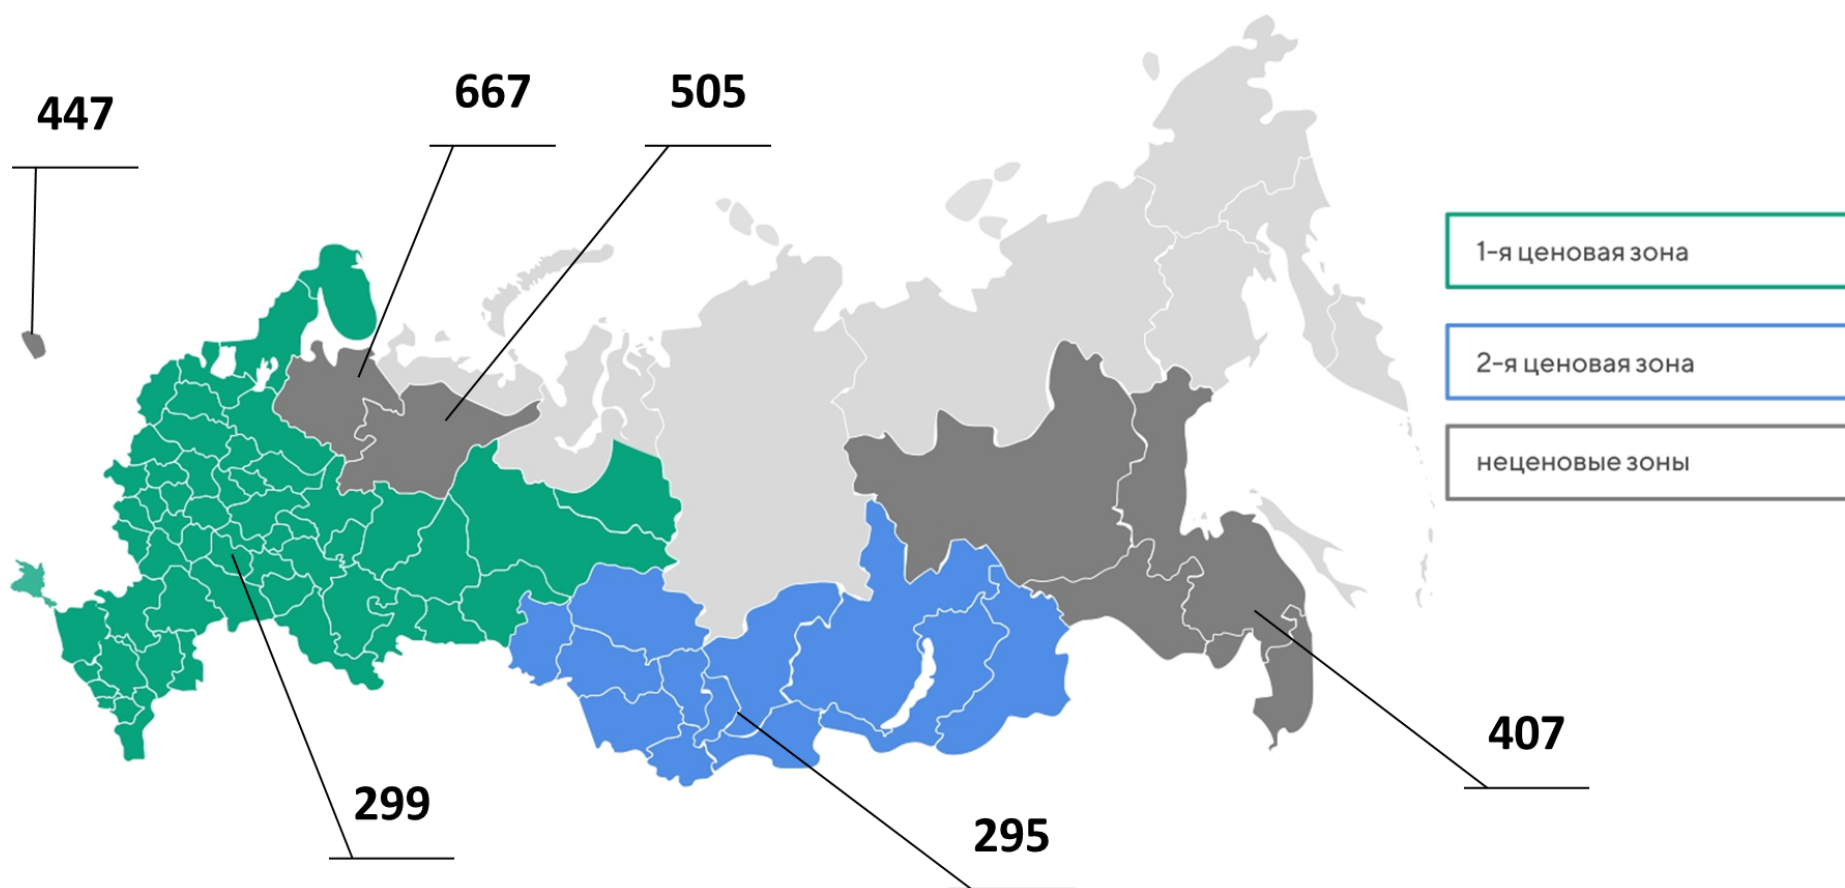 447
667
505
1-я ценовая зона
2-я ценовая зона
неценовые зоны
407
299
295